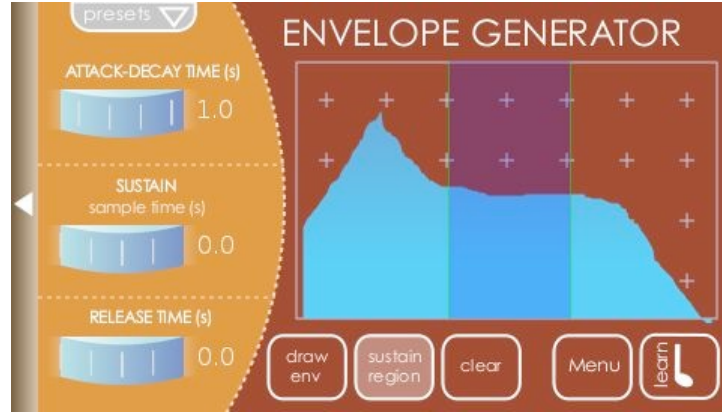 presets
ENVELOPE GENERATOR
ATTACK-DECAY TIME (s)
1.0
SUSTAIN
sample time (s)
0.0
RELEASE TIME (s)
0.0
draw
env
sustain
region
clear
Menu
learn